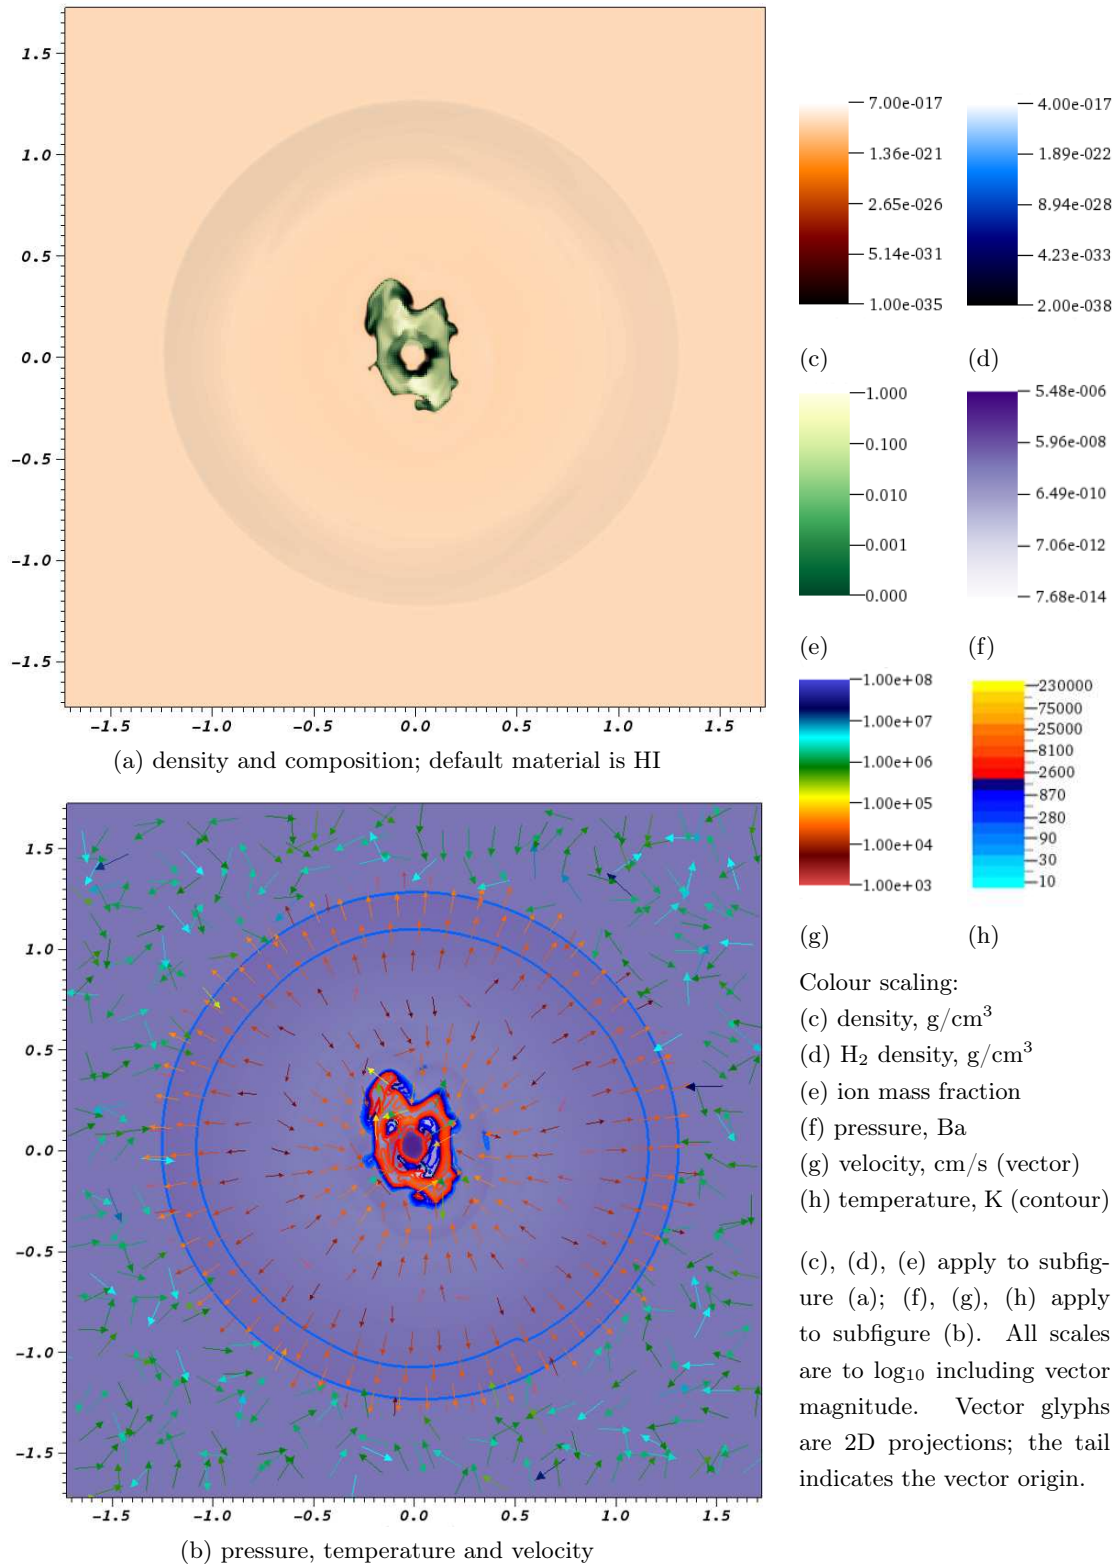 1.5
1.0
0.5
0.0
-0.5
-1.0
-1.5
-1.5 -1.0 -0.5 0.0 0.5 1.0 1.5
(a) density and composition; default material is HI
7.00e-017
1.36e-021
2.65e-026
5.14e-031
1.00e-035
(c)
4.00e-017
1.89e-022
8.94e-028
4.23e-033
2.00e-038
(d)
1.000
0.100
0.010
0.001
0.000
(e)
5.48e-006
5.96e-008
6.49e-010
7.06e-012
7.68e-014
(f)
1.00e+08
1.00e+07
1.00e+06
1.00e+05
1.00e+04
1.00e+03
(g)
230000
75000
25000
8100
2600
870
280
90
30
10
(h)
1.5
1.0
0.5
0.0
-0.5
-1.0
-1.5
-1.5 -1.0 -0.5 0.0 0.5 1.0 1.5
(b) pressure, temperature and velocity
Colour scaling:
(c) density, g/cm³
(d) H₂ density, g/cm³
(e) ion mass fraction
(f) pressure, Ba
(g) velocity, cm/s (vector)
(h) temperature, K (contour)
(c), (d), (e) apply to subfig-
ure (a); (f), (g), (h) apply
to subfigure (b). All scales
are to log₁₀ including vector
magnitude. Vector glyphs
are 2D projections; the tail
indicates the vector origin.